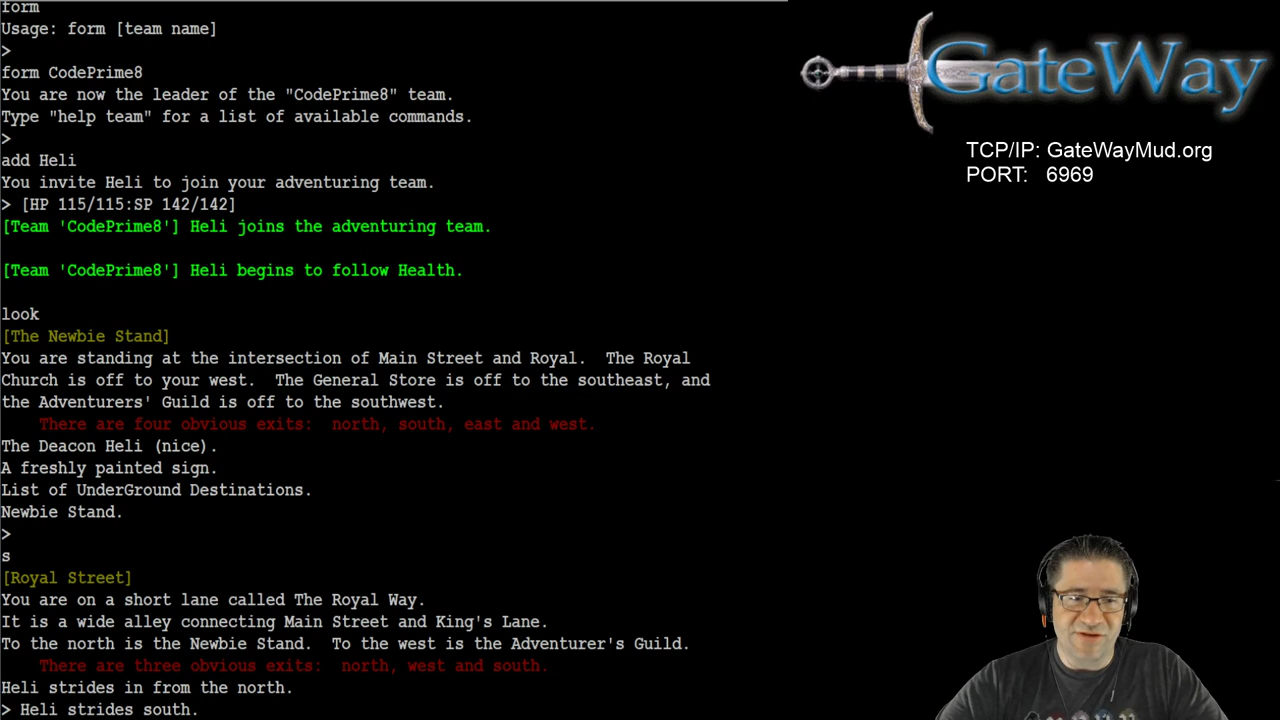 form
Usage: form [team name]
>
form CodePrime8
You are now the leader of the "CodePrime8" team.
Type "help team" for a list of available commands.
>
add Heli
You invite Heli to join your adventuring team.
> [HP 115/115:SP 142/142]
[Team 'CodePrime8'] Heli joins the adventuring team.
[Team 'CodePrime8'] Heli begins to follow Health.
look
[The Newbie Stand]
You are standing at the intersection of Main Street and Royal.  The Royal
Church is off to your west.  The General Store is off to the southeast, and
the Adventurers' Guild is off to the southwest.
There are four obvious exits:  north, south, east and west.
The Deacon Heli (nice).
A freshly painted sign.
List of UnderGround Destinations.
Newbie Stand.
>
s
[Royal Street]
You are on a short lane called The Royal Way.
It is a wide alley connecting Main Street and King's Lane.
To the north is the Newbie Stand.  To the west is the Adventurer's Guild.
There are three obvious exits:  north, west and south.
Heli strides in from the north.
> Heli strides south.
GateWay
TCP/IP: GateWayMud.org
PORT: 6969